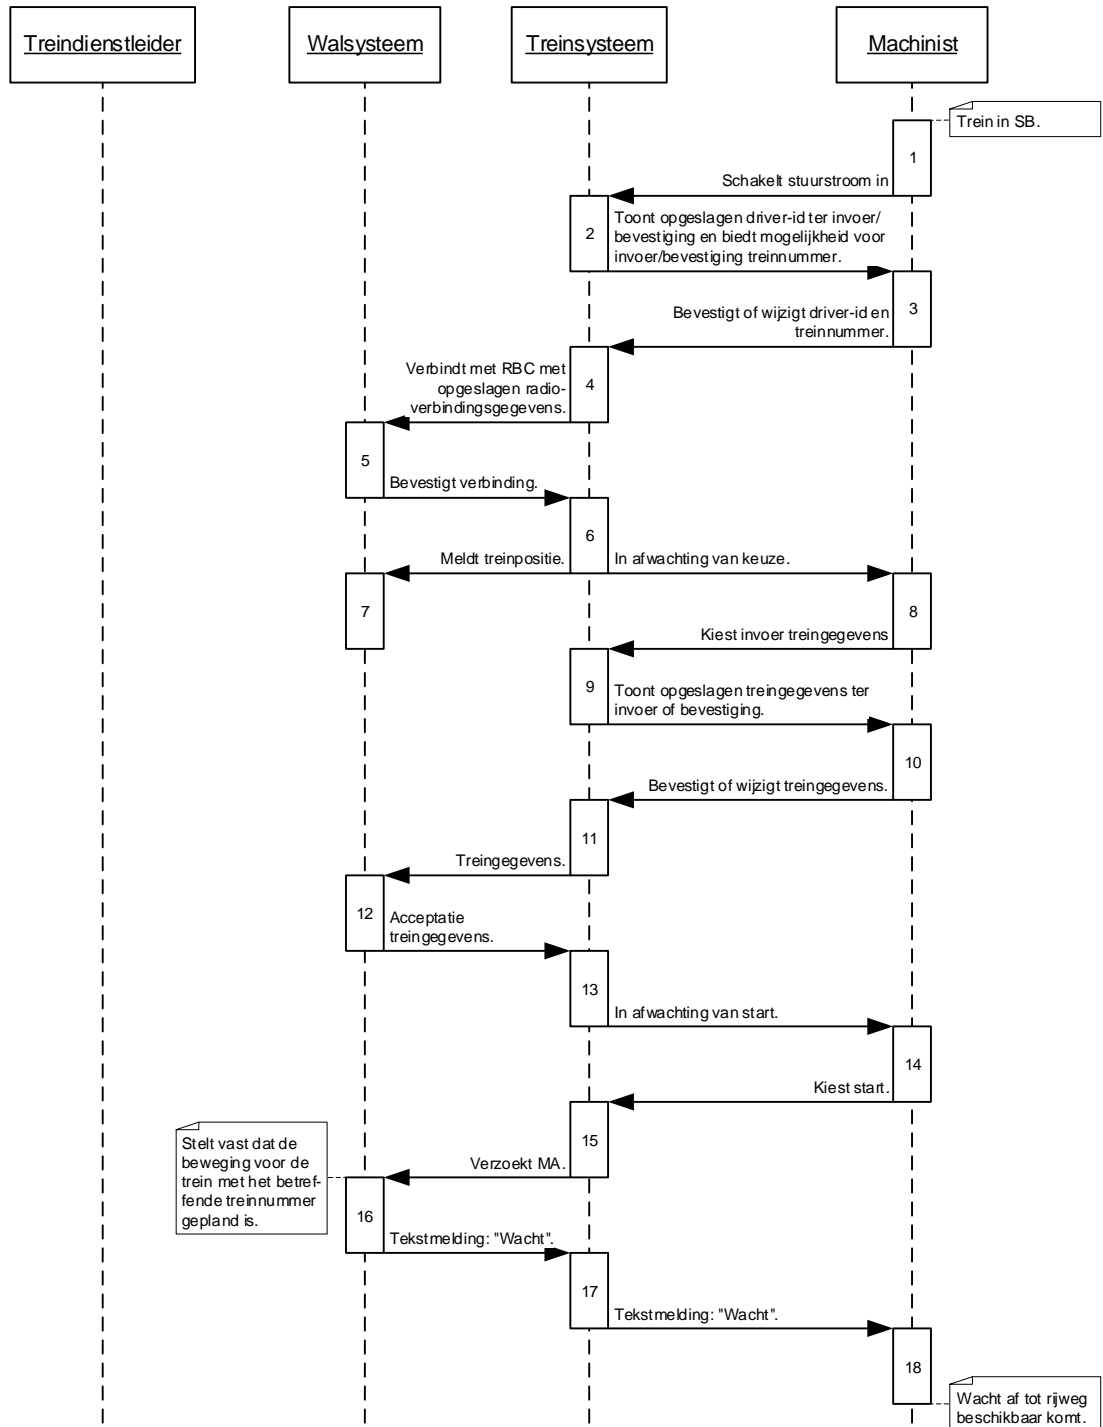 Treindienstleider
Walsysteem
Treinsysteem
Machinist
Trein in SB.
1
Schakelt stuurstroom in
2
Toont opgeslagen driver-id ter invoer/
bevestiging en biedt mogelijkheid voor
invoer/bevestiging treinnummer.
3
Bevestigt of wijzigt driver-id en
treinnummer.
4
Verbindt met RBC met
opgeslagen radio-
verbindingsgegevens.
5
Bevestigt verbinding.
6
Meldt treinpositie.
In afwachting van keuze.
7
8
Kiest invoer treingegevens
9
Toont opgeslagen treingegevens ter
invoer of bevestiging.
10
Bevestigt of wijzigt treingegevens.
11
Treingegevens.
12
Acceptatie
treingegevens.
13
In afwachting van start.
14
Kiest start.
15
Verzoekt MA.
Stelt vast dat de
beweging voor de
trein met het betref-
fende treinnummer
gepland is.
16
Tekstmelding: "Wacht".
17
Tekstmelding: "Wacht".
18
Wacht af tot rijweg
beschikbaar komt.